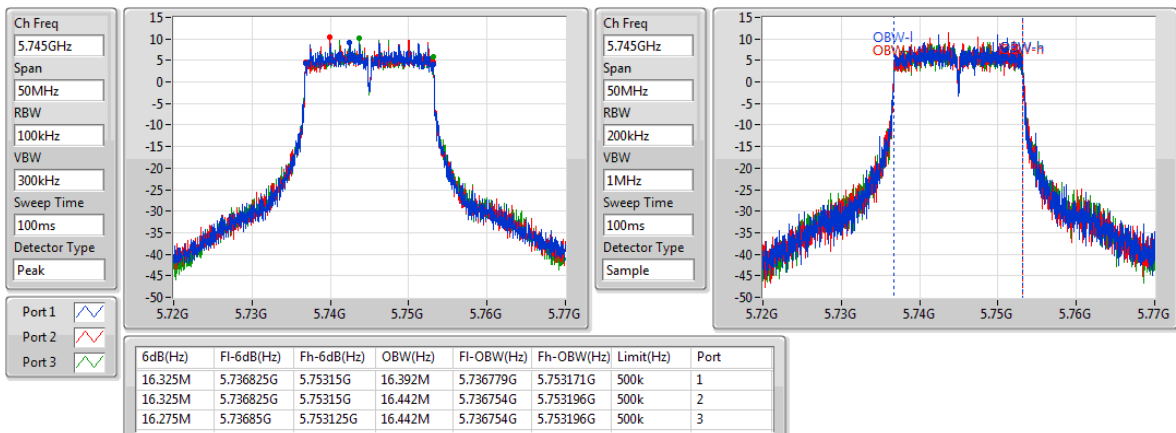 Ch Freq
5.745GHz
Span
50MHz
RBW
100kHz
VBW
300kHz
Sweep Time
100ms
Detector Type
Peak
Port 1
Port 2
Port 3
15
10
5
0
-5
-10
-15
-20
-25
-30
-35
-40
-45
-50
5.72G 5.73G 5.74G 5.75G 5.76G 5.77G
Ch Freq
5.745GHz
Span
50MHz
RBW
200kHz
VBW
1MHz
Sweep Time
100ms
Detector Type
Sample
15
10
5
0
-5
-10
-15
-20
-25
-30
-35
-40
-45
-50
OBW-l
OBW-h
5.72G 5.73G 5.74G 5.75G 5.76G 5.77G
6dB(Hz) Fl-6dB(Hz) Fh-6dB(Hz) OBW(Hz) Fl-OBW(Hz) Fh-OBW(Hz) Limit(Hz) Port
16.325M 5.736825G 5.75315G 16.392M 5.736779G 5.753171G 500k 1
16.325M 5.736825G 5.75315G 16.442M 5.736754G 5.753196G 500k 2
16.275M 5.73685G 5.753125G 16.442M 5.736754G 5.753196G 500k 3